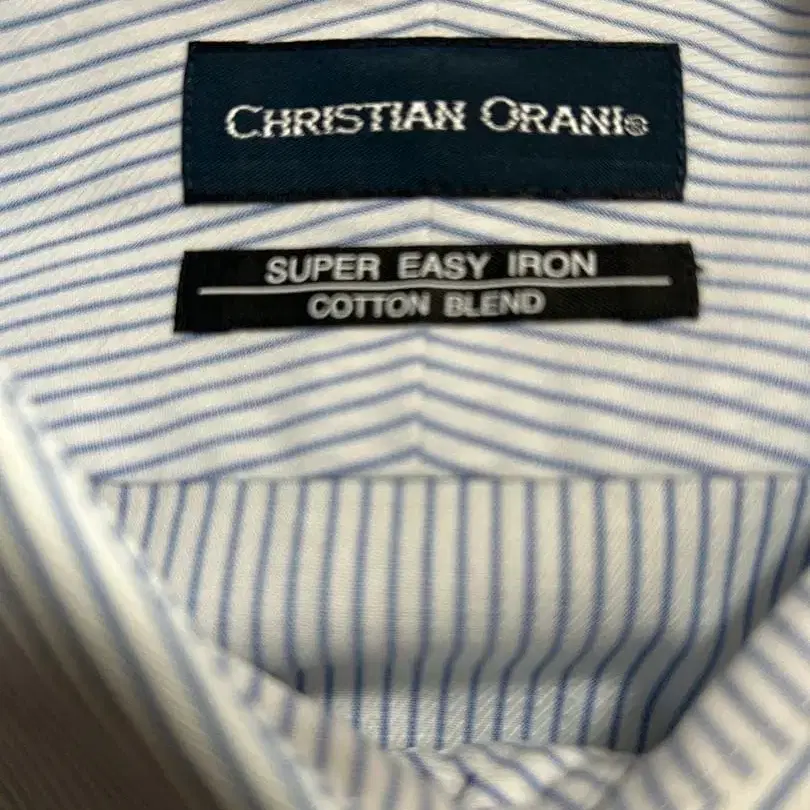 CHRISTIAN ORANI®
SUPER EASY IRON
COTTON BLEND